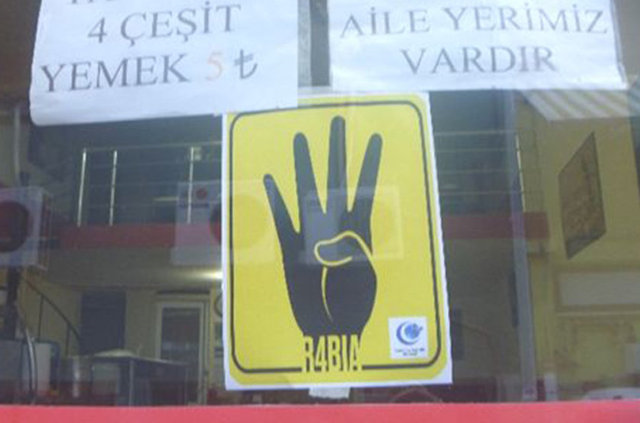 4 ÇEŞİT
YEMEK 5 ₺
AİLE YERİMİZ
VARDIR
R4BIA